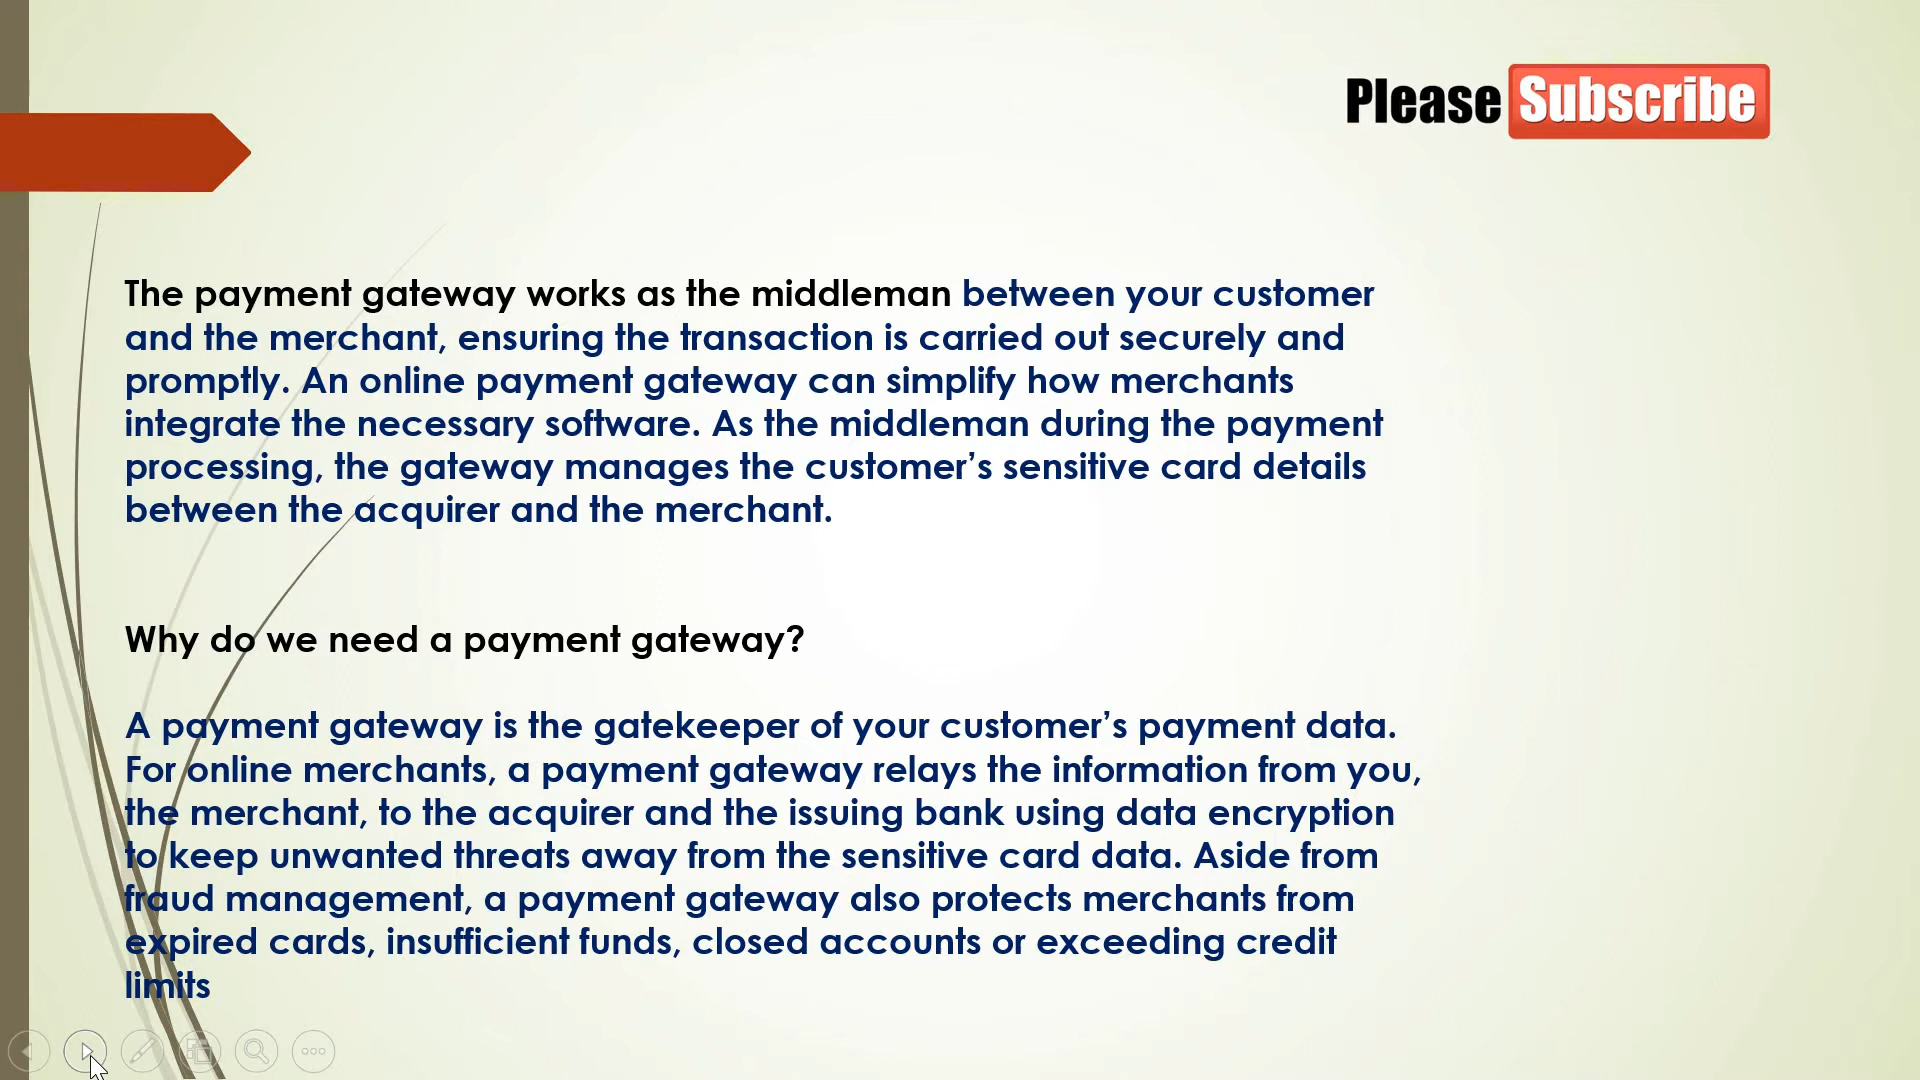 Please Subscribe
The payment gateway works as the middleman between your customer
and the merchant, ensuring the transaction is carried out securely and
promptly. An online payment gateway can simplify how merchants
integrate the necessary software. As the middleman during the payment
processing, the gateway manages the customer’s sensitive card details
between the acquirer and the merchant.
Why do we need a payment gateway?
A payment gateway is the gatekeeper of your customer’s payment data.
For online merchants, a payment gateway relays the information from you,
the merchant, to the acquirer and the issuing bank using data encryption
to keep unwanted threats away from the sensitive card data. Aside from
fraud management, a payment gateway also protects merchants from
expired cards, insufficient funds, closed accounts or exceeding credit
limits